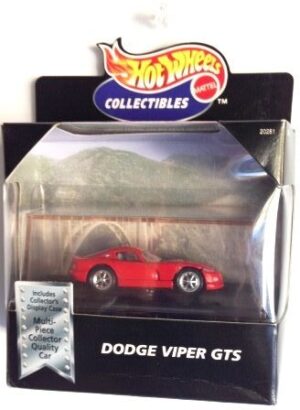 Hot Wheels
MATTEL
COLLECTIBLES
TM
20281
Includes
Collector's
Display Case
Multi-
Piece
Collector
Quality
Car
DODGE VIPER GTS